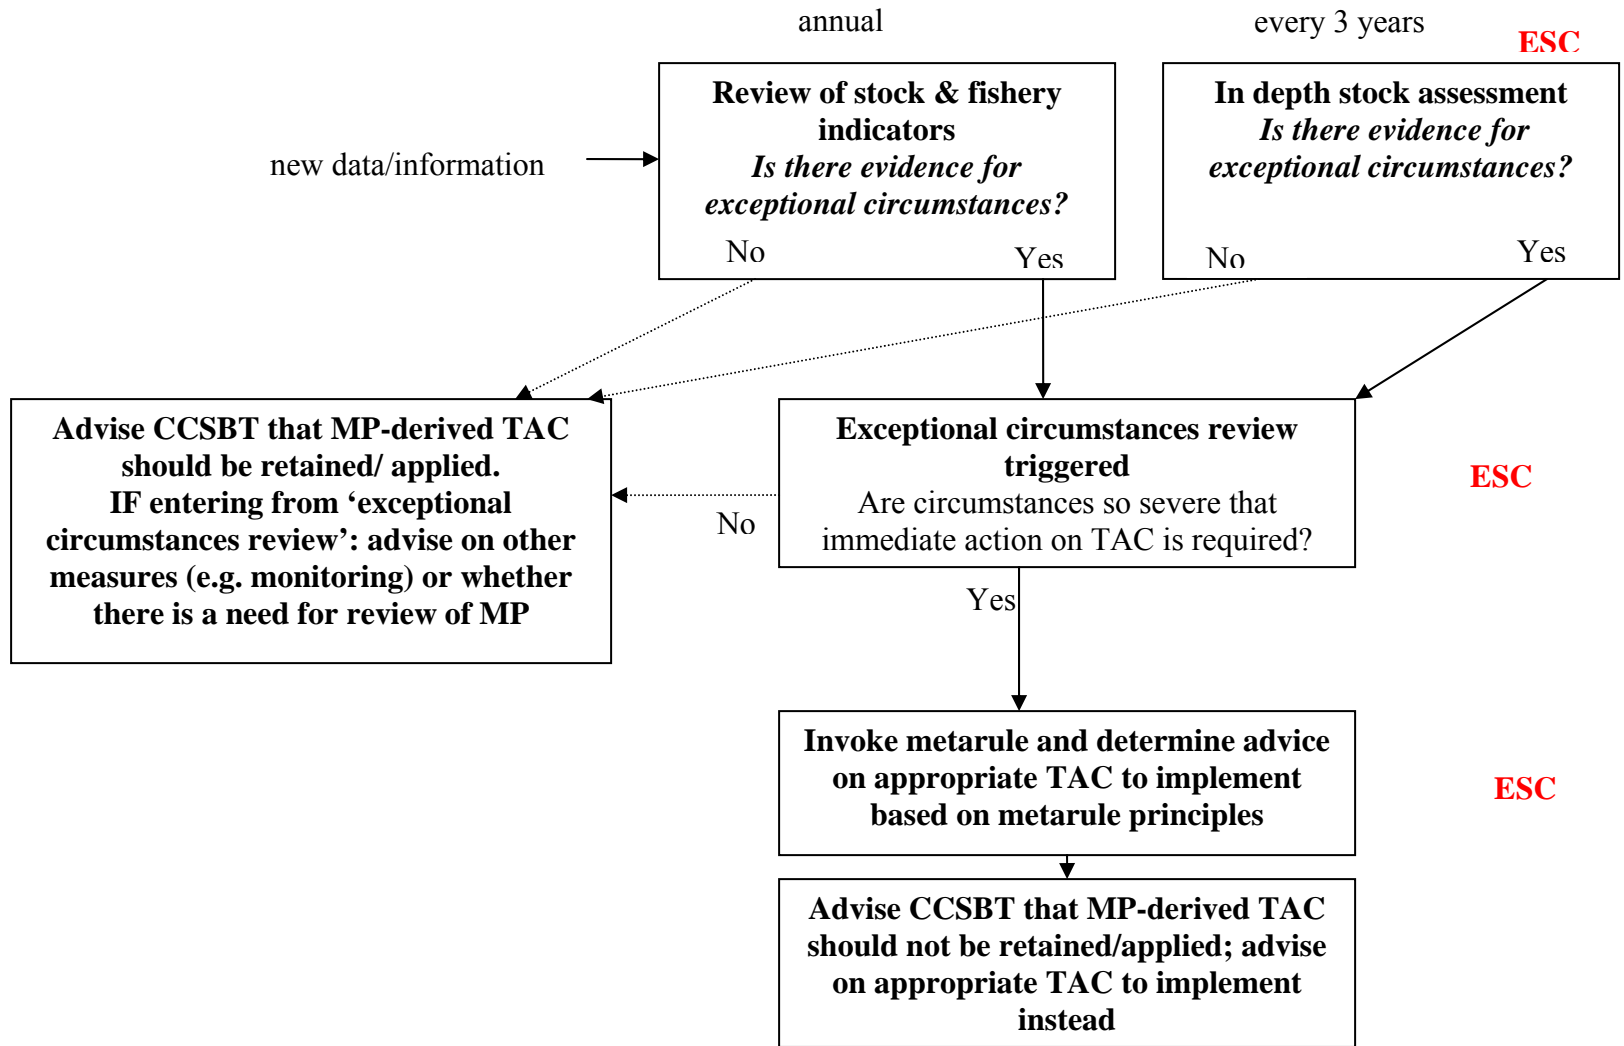 annual
every 3 years
ESC
Review of stock & fishery
indicators
Is there evidence for
exceptional circumstances?
No
Yes
In depth stock assessment
Is there evidence for
exceptional circumstances?
No
Yes
new data/information
Advise CCSBT that MP-derived TAC
should be retained/ applied.
IF entering from ‘exceptional
circumstances review’: advise on other
measures (e.g. monitoring) or whether
there is a need for review of MP
No
Exceptional circumstances review
triggered
Are circumstances so severe that
immediate action on TAC is required?
ESC
Yes
Invoke metarule and determine advice
on appropriate TAC to implement
based on metarule principles
ESC
Advise CCSBT that MP-derived TAC
should not be retained/applied; advise
on appropriate TAC to implement
instead